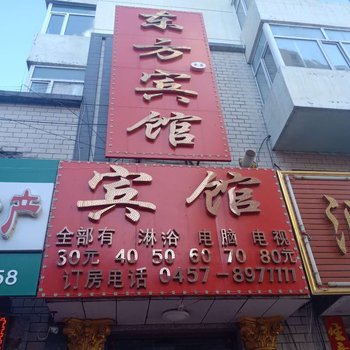 东方宾馆
宾馆
全部有 淋浴 电脑 电视
30元 40 50 60 70 80元
订房电话 0457-8971111
产
58